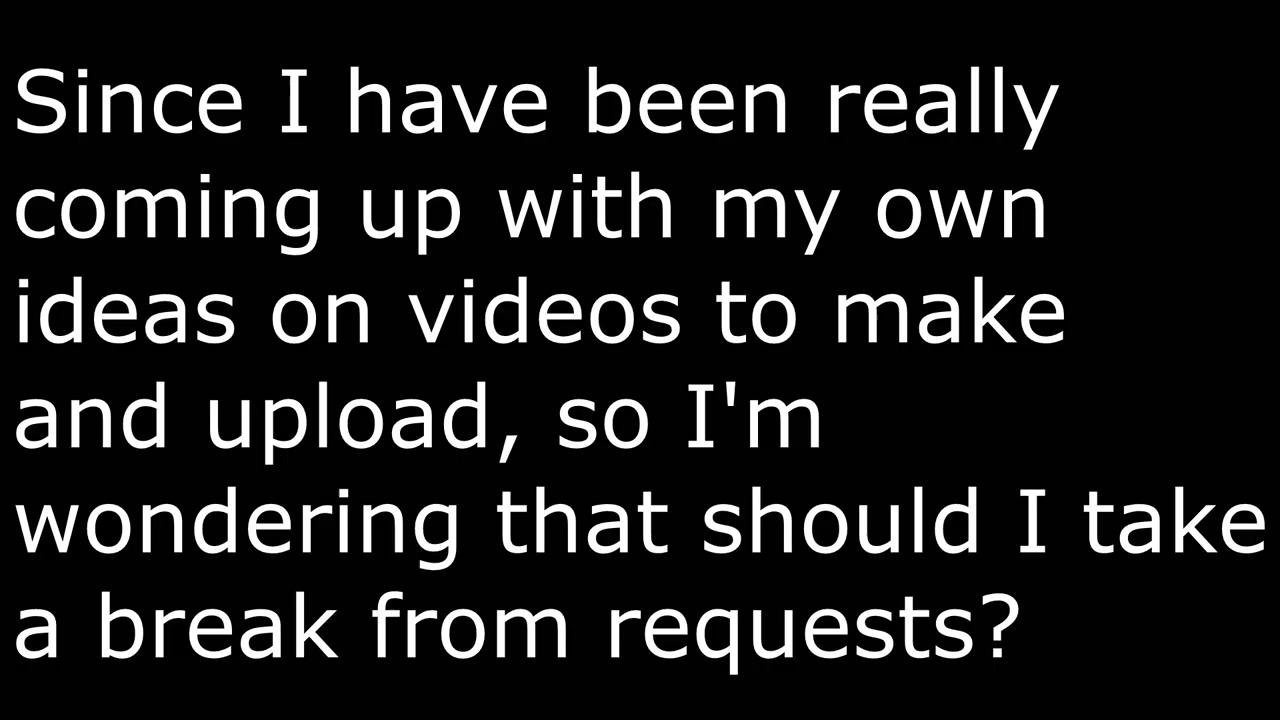 Since I have been really
coming up with my own
ideas on videos to make
and upload, so I'm
wondering that should I take
a break from requests?